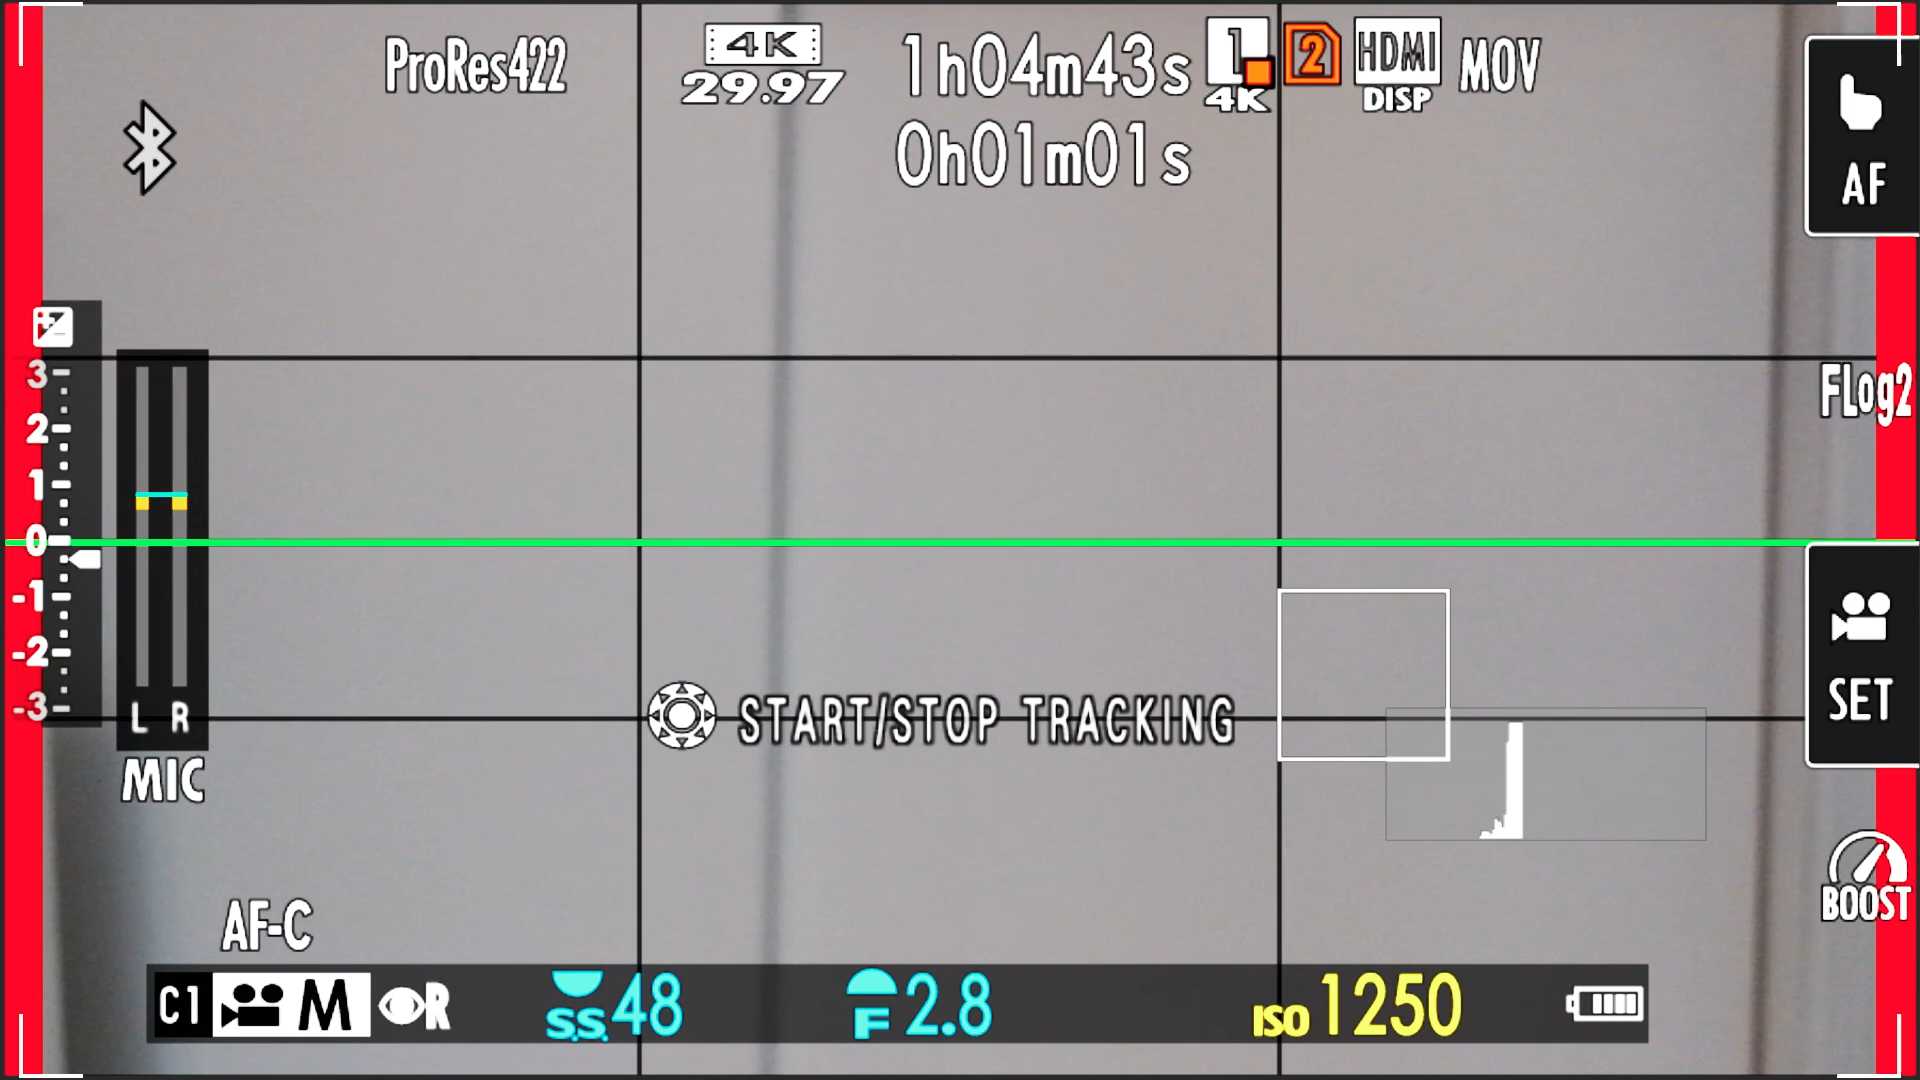 ProRes422
4K
29.97
1h04m43s
0h01m01s
1
4K
2
HDMI
DISP
MOV
AF
3
2
1
0
-1
-2
-3
L R
MIC
FLog2
START/STOP TRACKING
SET
BOOST
AF-C
C1 M R S.S. 48 F 2.8 ISO 1250